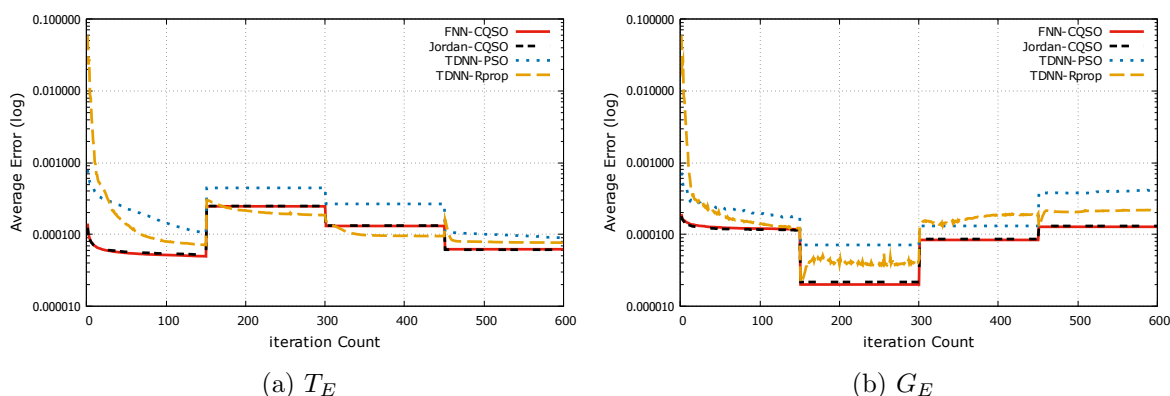 0.100000
0.010000
0.001000
0.000100
0.000010
Average Error (log)
FNN-CQSO
Jordan-CQSO
TDNN-PSO
TDNN-Rprop
0 100 200 300 400 500 600
iteration Count
(a) T_E
0.100000
0.010000
0.001000
0.000100
0.000010
Average Error (log)
FNN-CQSO
Jordan-CQSO
TDNN-PSO
TDNN-Rprop
0 100 200 300 400 500 600
iteration Count
(b) G_E